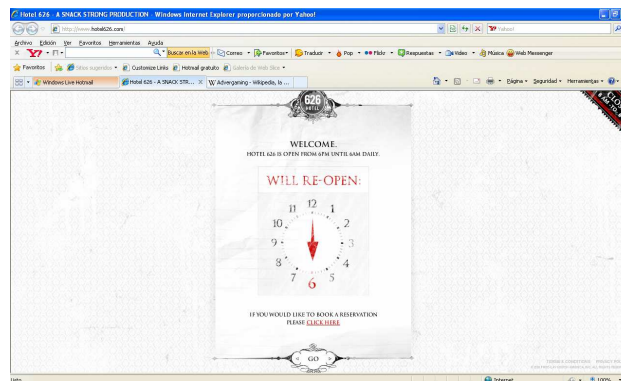 Hotel 626 - A SNACK STRONG PRODUCTION - Windows Internet Explorer proporcionado por Yahoo!
http://www.hotel626.com/
Yahoo!
Archivo Edición Ver Favoritos Herramientas Ayuda
Y7 Buscar en la Web Correo Favoritos Traducir Pop Flickr Respuestas Video Música Web Messenger
Favoritos Sitios sugeridos Customize Links Hotmail gratuito Galería de Web Slice
Windows Live Hotmail Hotel 626 - A SNACK STR... Advergaming - Wikipedia, la ... Página Seguridad Herramientas
626
HOTEL
WELCOME.
HOTEL 626 IS OPEN FROM 6PM UNTIL 6AM DAILY.
WILL RE-OPEN:
12
11 1
10 2
9 3
8 4
7 5
6
IF YOU WOULD LIKE TO BOOK A RESERVATION
PLEASE CLICK HERE
GO
Listo Internet 100%